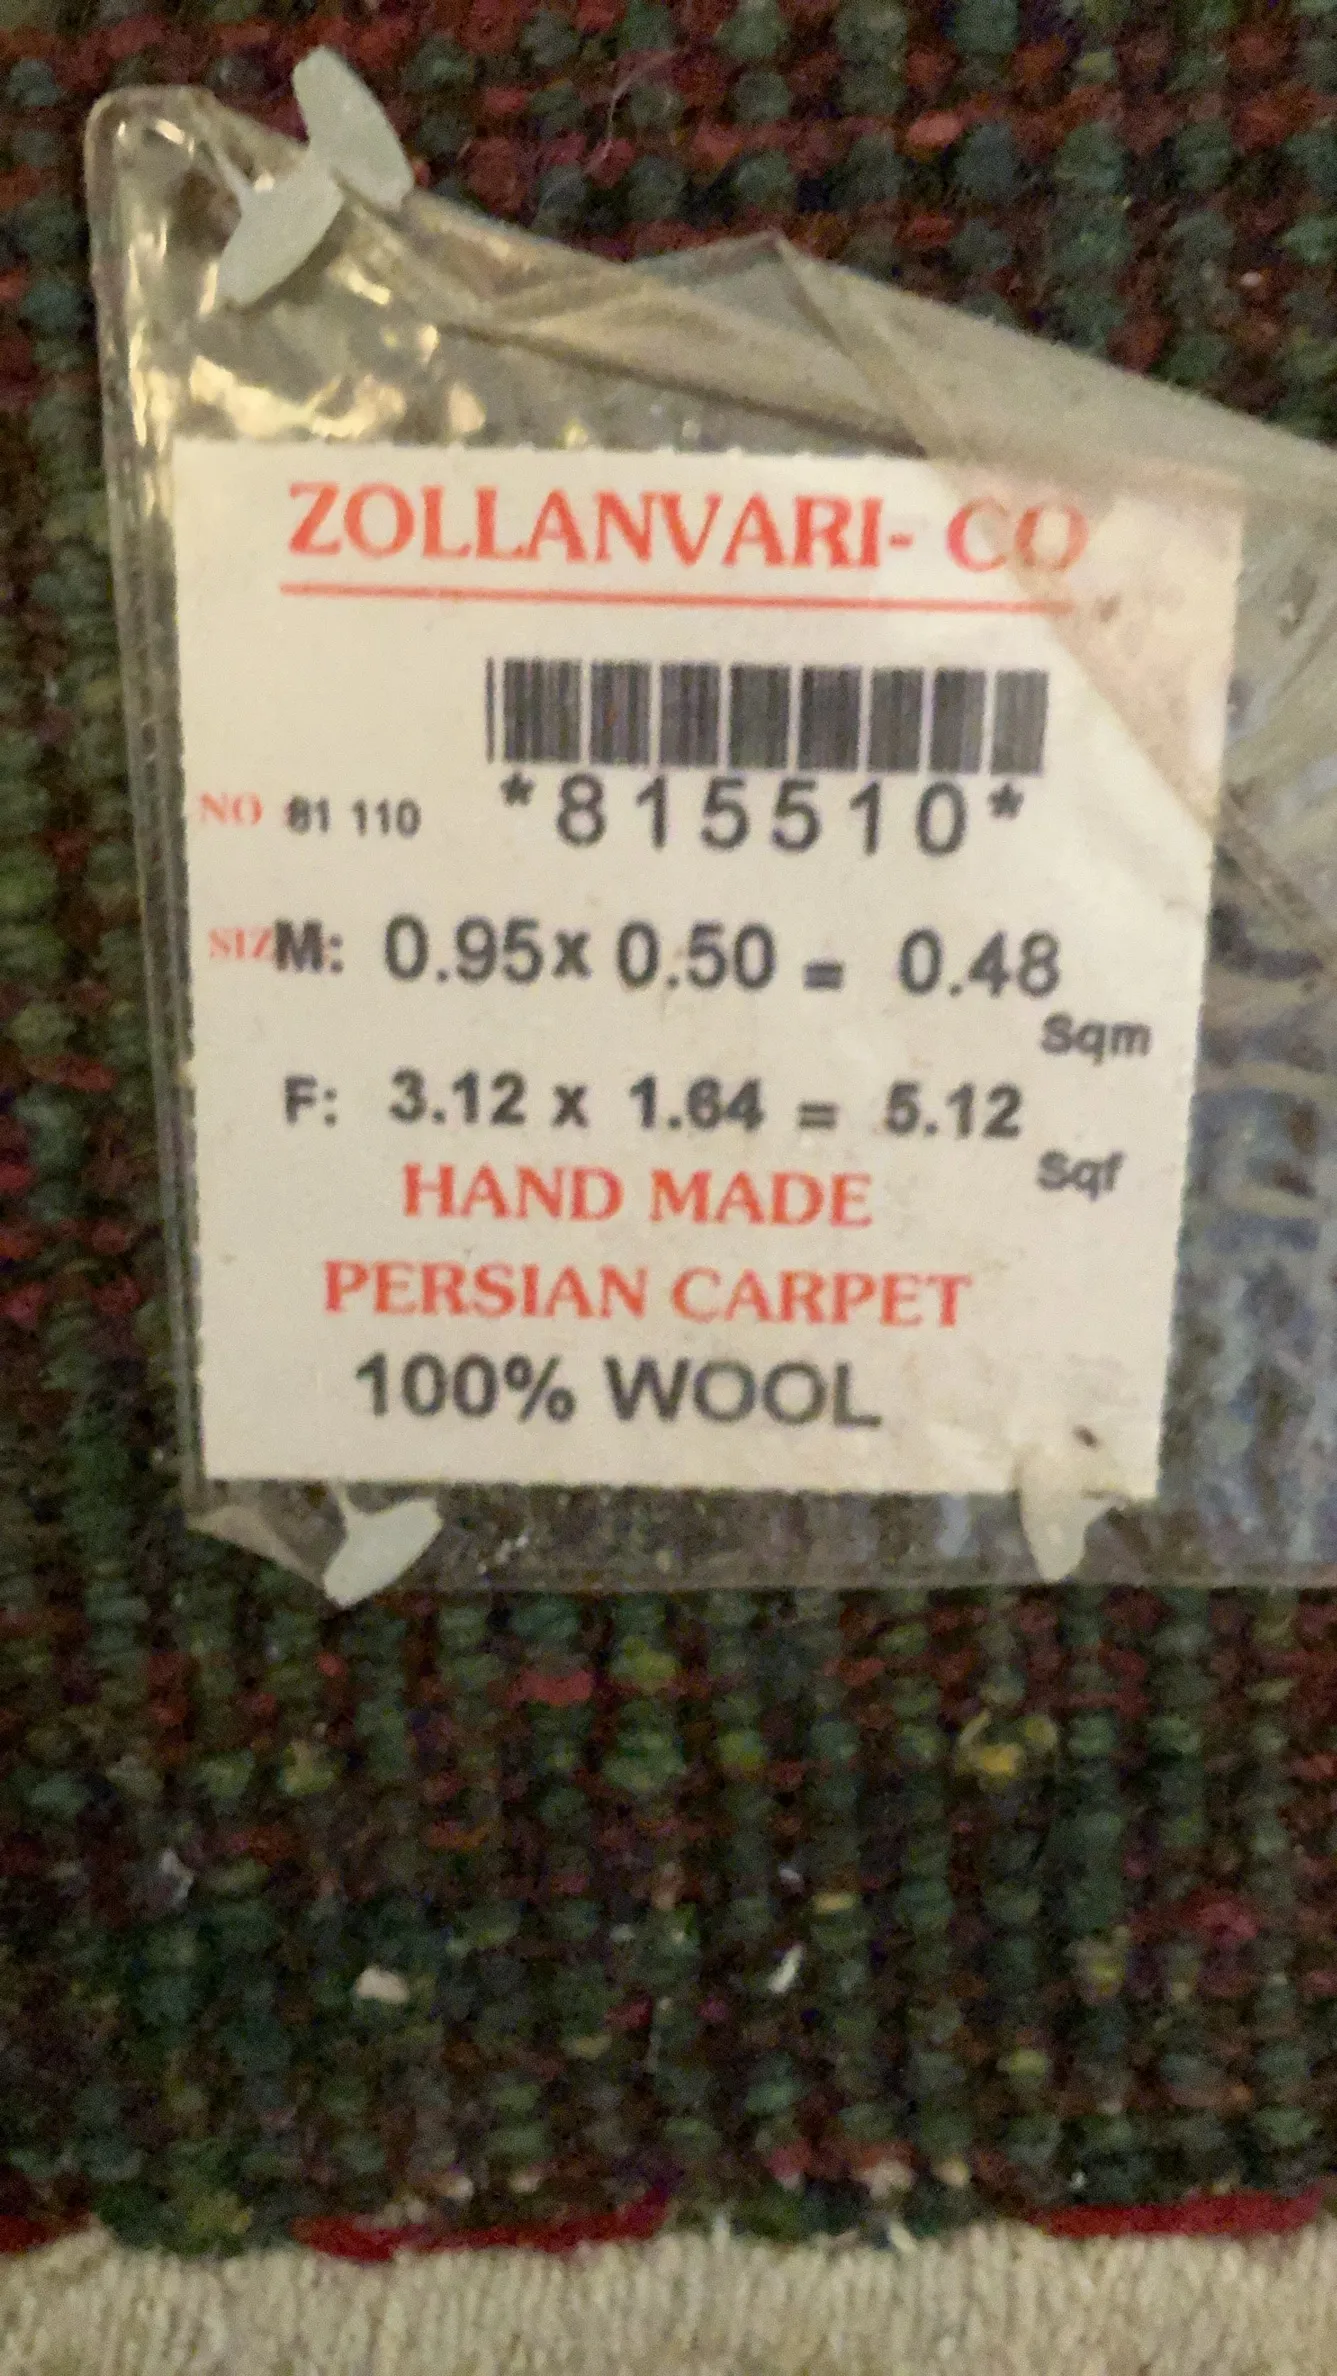 ZOLLANVARI- CO
NO 81 110 *815510*
SIZ M: 0.95x 0.50 = 0.48
Sqm
F: 3.12 x 1.64 = 5.12
Sqf
HAND MADE
PERSIAN CARPET
100% WOOL